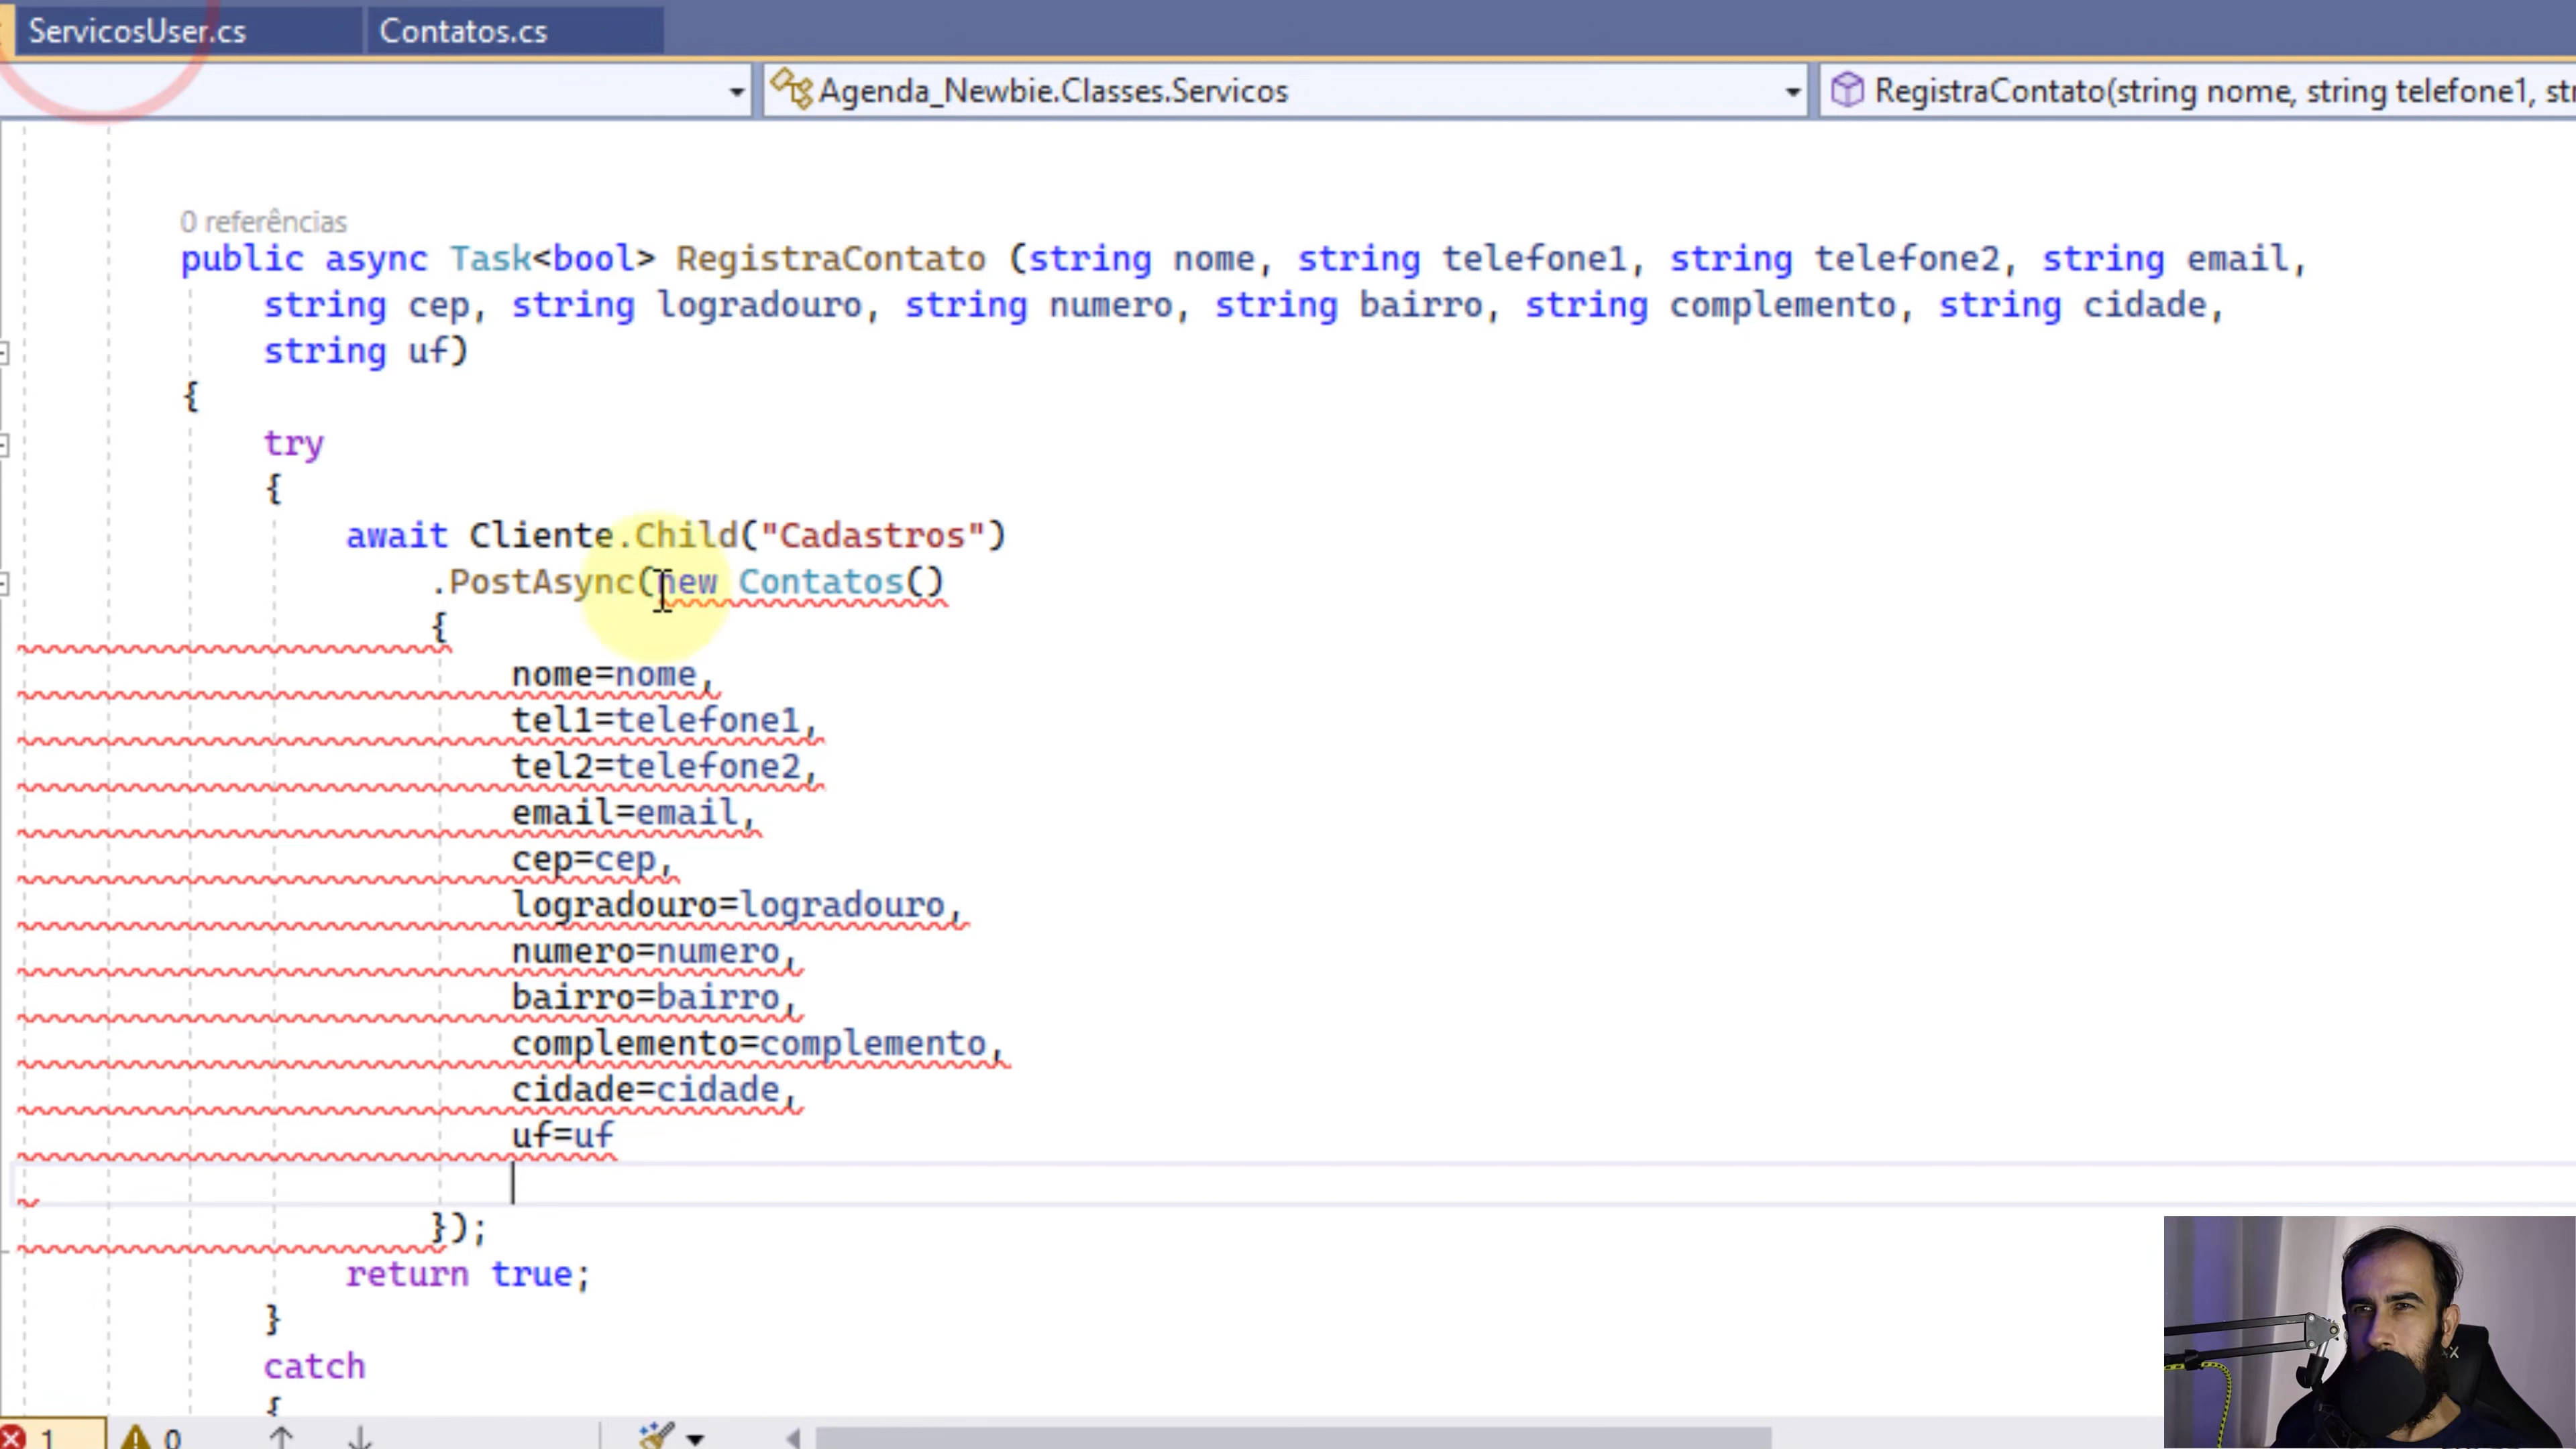 ServicosUser.cs Contatos.cs
Agenda_Newbie.Classes.Servicos RegistraContato(string nome, string telefone1,
0 referências
public async Task<bool> RegistraContato (string nome, string telefone1, string telefone2, string email,
string cep, string logradouro, string numero, string bairro, string complemento, string cidade,
string uf)
{
try
{
await Cliente.Child("Cadastros")
.PostAsync(new Contatos()
{
nome=nome,
tel1=telefone1,
tel2=telefone2,
email=email,
cep=cep,
logradouro=logradouro,
numero=numero,
bairro=bairro,
complemento=complemento,
cidade=cidade,
uf=uf
});
return true;
}
catch
{
1 0